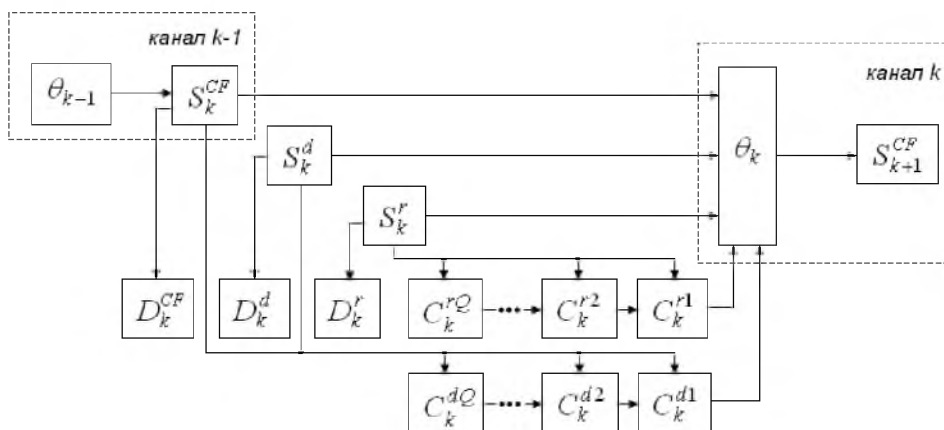 канал k-1
канал k
θ_{k-1}
S_k^{CF}
S_k^d
θ_k
S_{k+1}^{CF}
S_k^r
D_k^{CF}
D_k^d
D_k^r
C_k^{rQ} ... C_k^{r2} C_k^{r1}
C_k^{dQ} ... C_k^{d2} C_k^{d1}